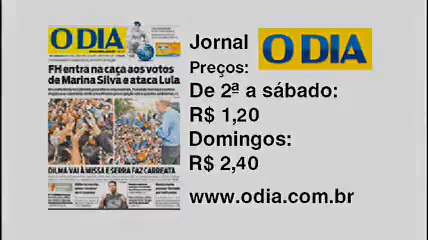 O DIA
FH entra na caça aos votos
de Marina Silva e ataca Lula
DILMA VAI À MISSA E SERRA FAZ CARREATA
Jornal O DIA
Preços:
De 2ª a sábado:
R$ 1,20
Domingos:
R$ 2,40
www.odia.com.br